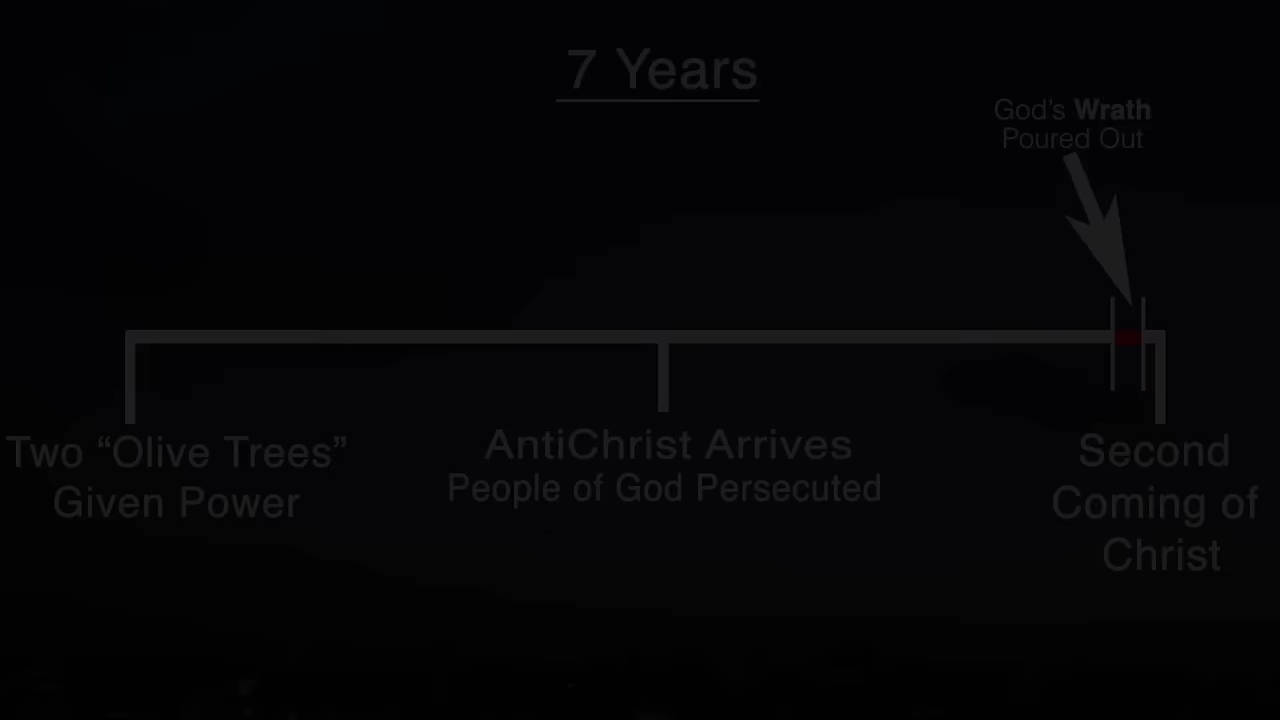 7 Years
God's Wrath
Poured Out
Two “Olive Trees”
Given Power
AntiChrist Arrives
People of God Persecuted
Second
Coming of
Christ